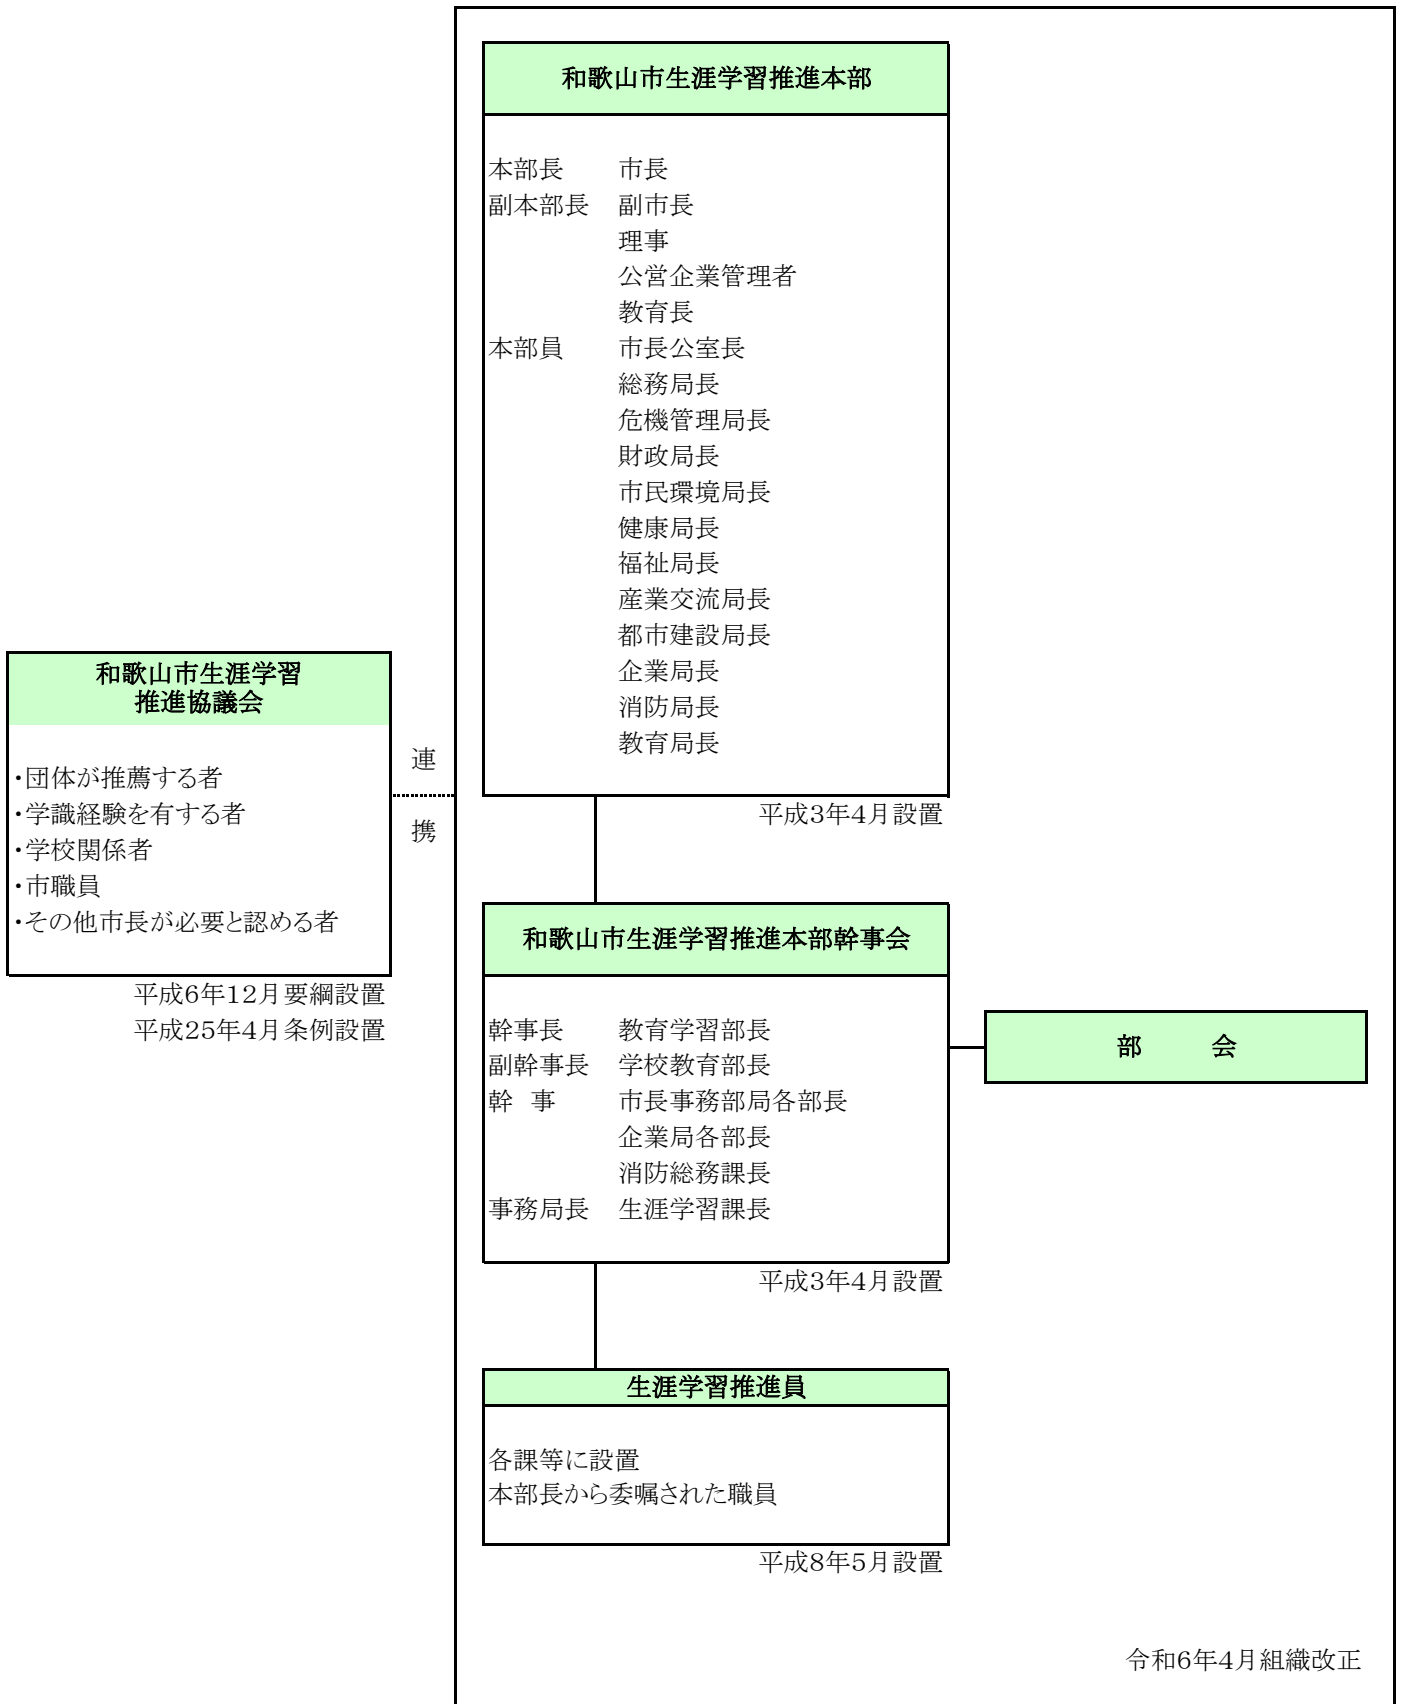 和歌山市生涯学習推進本部
本部長 市長
副本部長 副市長
理事
公営企業管理者
教育長
本部員 市長公室長
総務局長
危機管理局長
財政局長
市民環境局長
健康局長
福祉局長
産業交流局長
都市建設局長
企業局長
消防局長
教育局長
平成3年4月設置
和歌山市生涯学習
推進協議会
・団体が推薦する者
・学識経験を有する者
・学校関係者
・市職員
・その他市長が必要と認める者
平成6年12月要綱設置
平成25年4月条例設置
連
携
和歌山市生涯学習推進本部幹事会
幹事長 教育学習部長
副幹事長 学校教育部長
幹 事 市長事務部局各部長
企業局各部長
消防総務課長
事務局長 生涯学習課長
平成3年4月設置
部 会
生涯学習推進員
各課等に設置
本部長から委嘱された職員
平成8年5月設置
令和6年4月組織改正